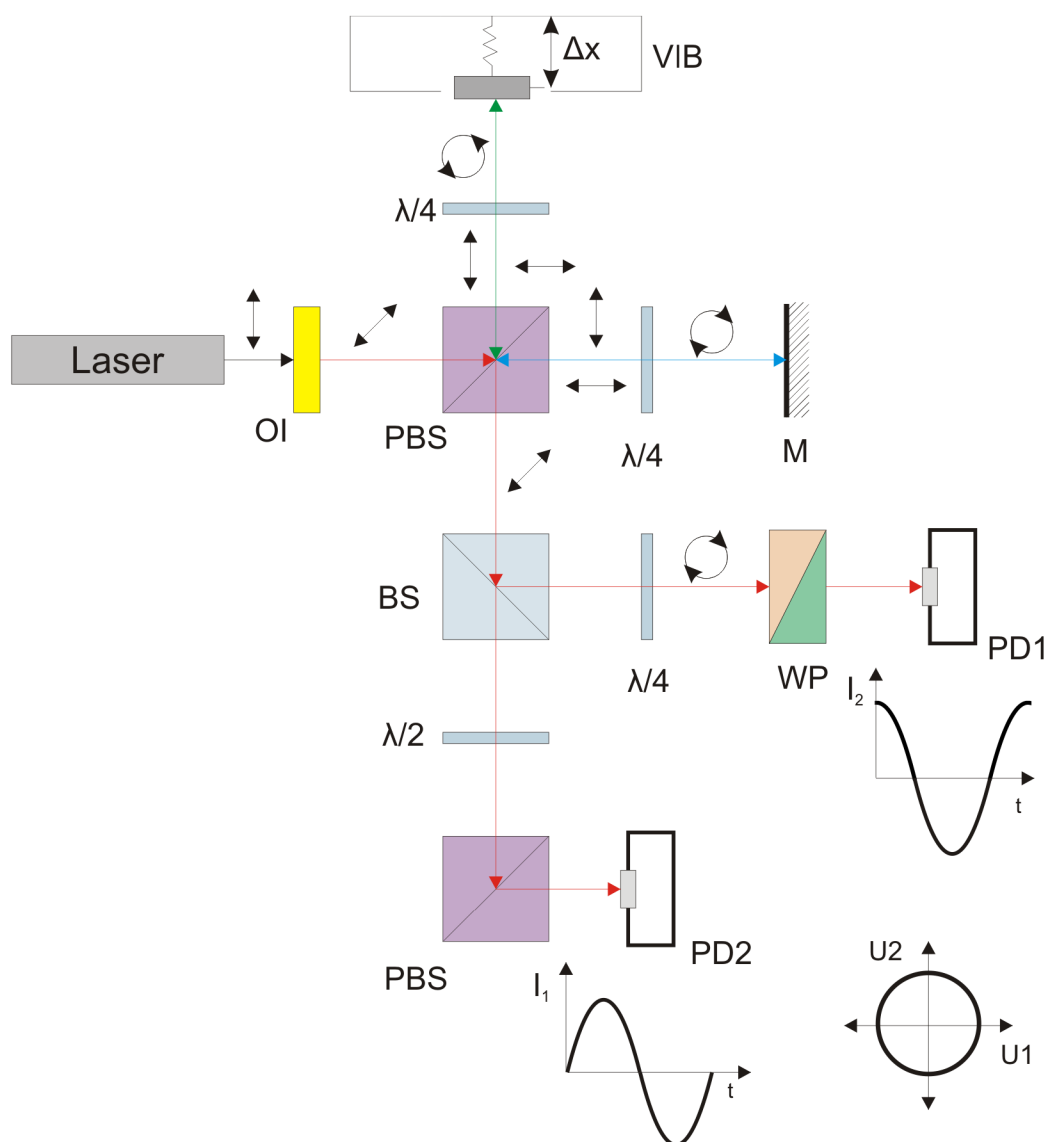 Δx
VIB
λ/4
Laser
OI
PBS
λ/4
M
BS
λ/4
WP
PD1
I2
t
λ/2
PBS
PD2
I1
t
U2
U1